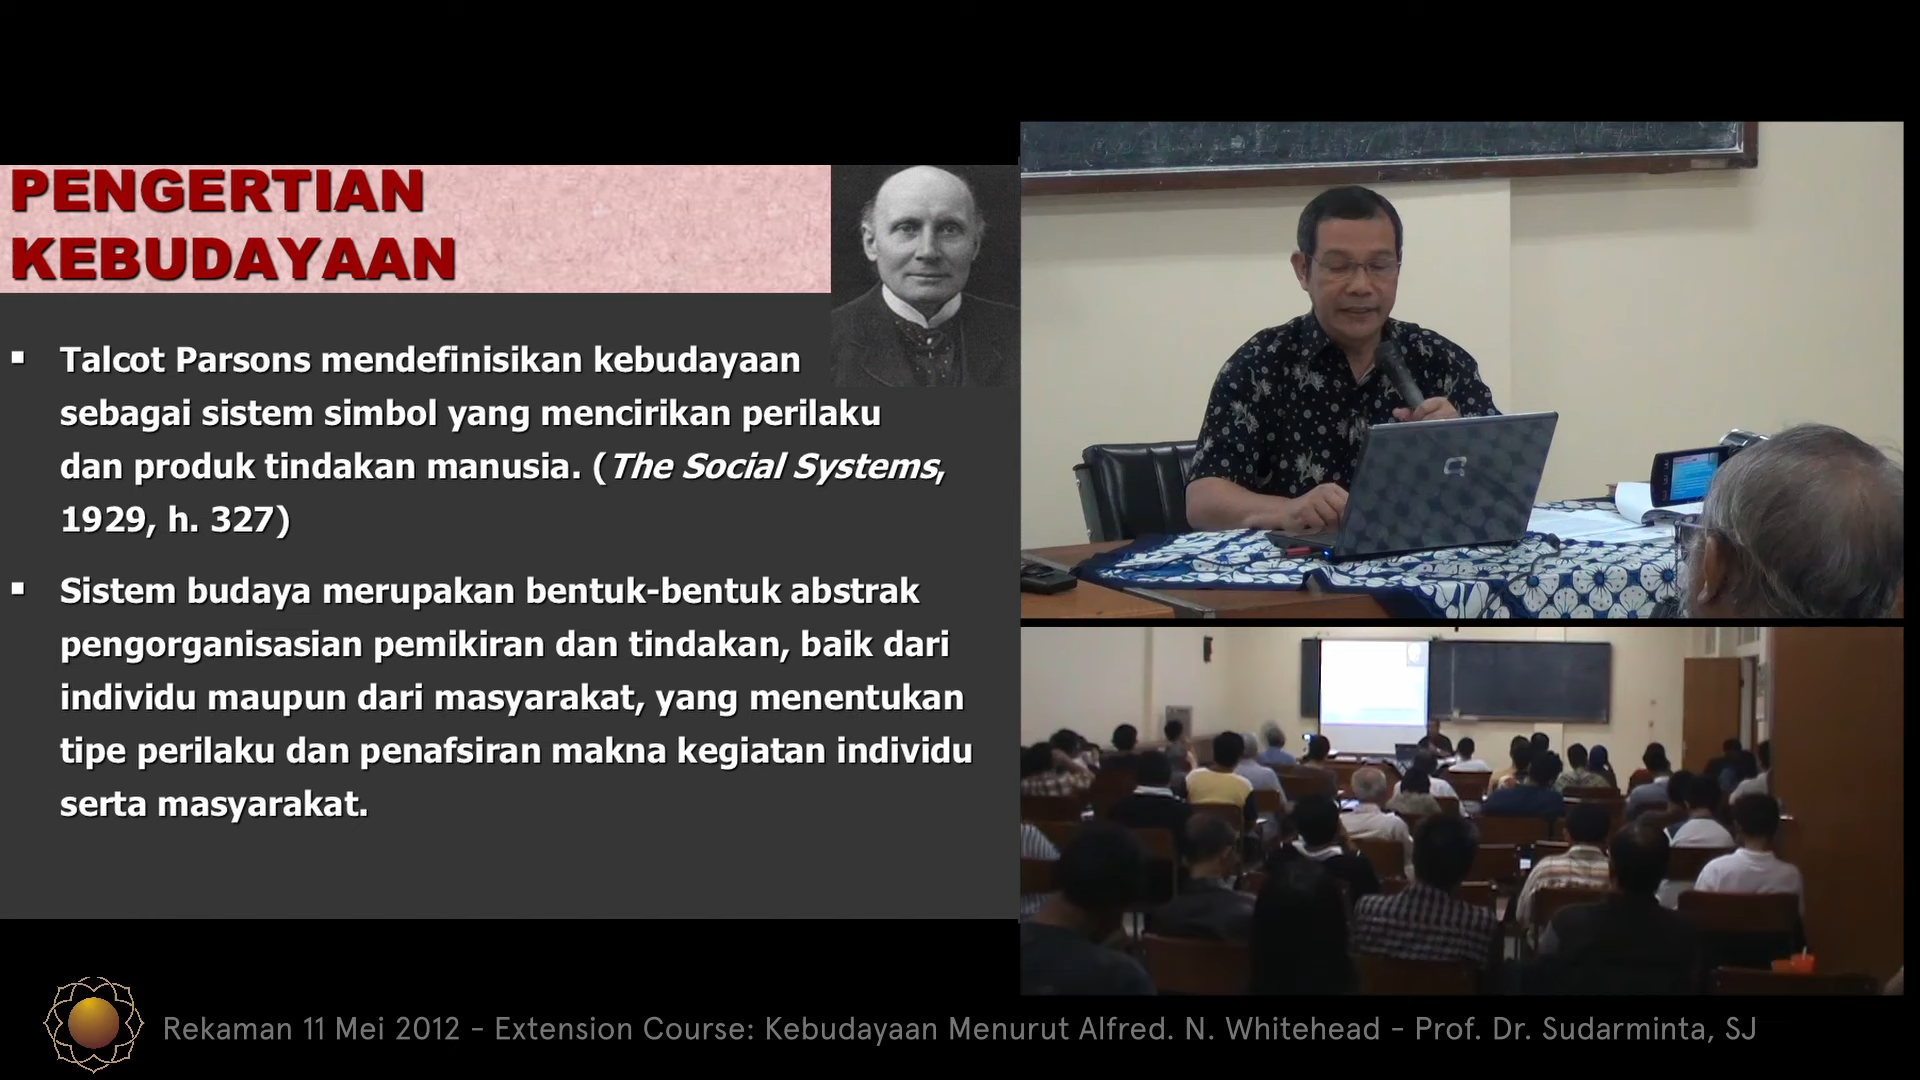 PENGERTIAN
KEBUDAYAAN
▪ Talcot Parsons mendefinisikan kebudayaan
sebagai sistem simbol yang mencirikan perilaku
dan produk tindakan manusia. (The Social Systems,
1929, h. 327)
▪ Sistem budaya merupakan bentuk-bentuk abstrak
pengorganisasian pemikiran dan tindakan, baik dari
individu maupun dari masyarakat, yang menentukan
tipe perilaku dan penafsiran makna kegiatan individu
serta masyarakat.
Rekaman 11 Mei 2012 - Extension Course: Kebudayaan Menurut Alfred. N. Whitehead - Prof. Dr. Sudarminta, SJ